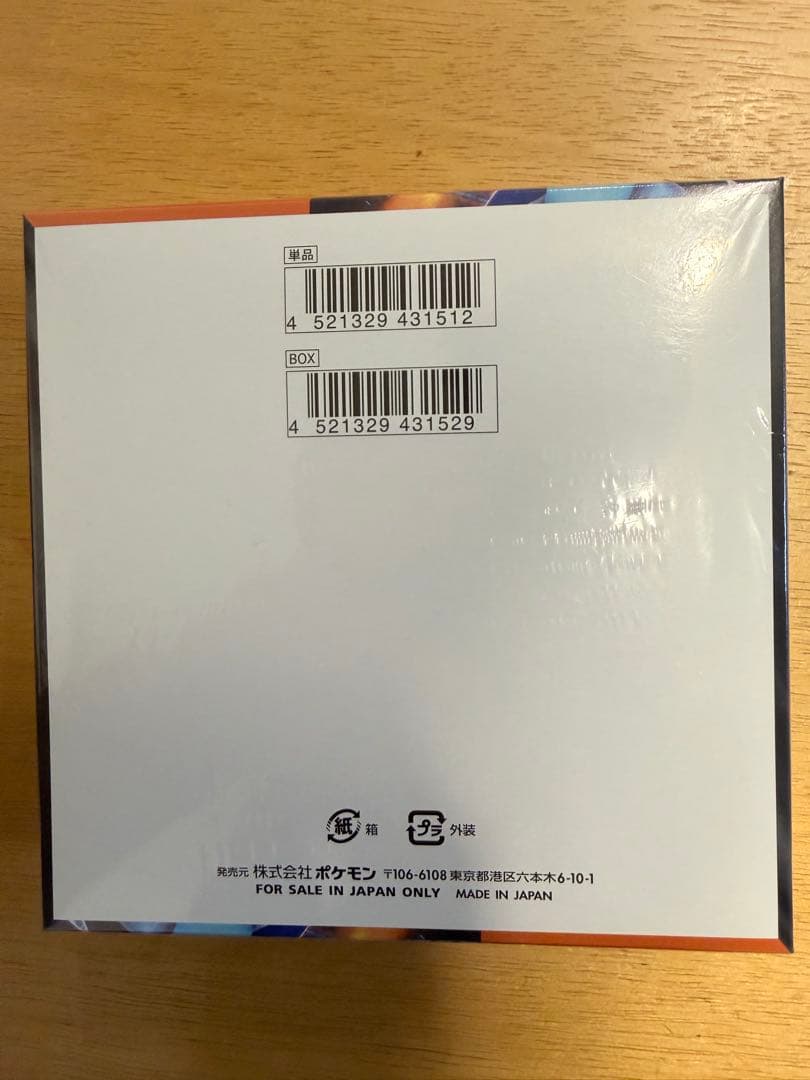 単品
4 521329 431512
BOX
4 521329 431529
紙 箱 プラ 外装
発売元 株式会社 ポケモン 〒106-6108 東京都港区六本木6-10-1
FOR SALE IN JAPAN ONLY MADE IN JAPAN